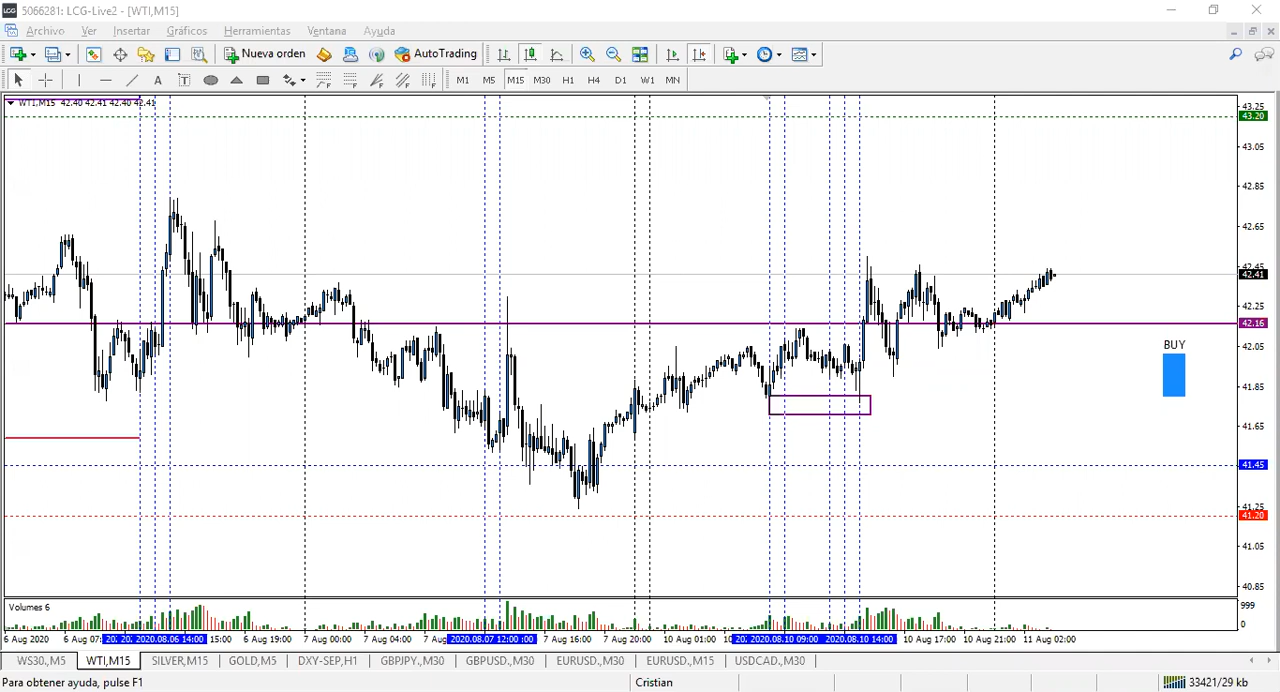 LCG 5066281: LCG-Live2 - [WTI,M15]
Archivo Ver Insertar Gráficos Herramientas Ventana Ayuda
Nueva orden AutoTrading
A T M1 M5 M15 M30 H1 H4 D1 W1 MN
WTI,M15 42.40 42.41 42.40 42.41
43.25
43.20
43.05
42.85
42.65
42.45
42.41
42.25
42.16
42.05
BUY
41.85
41.65
41.45
41.25
41.20
41.05
40.85
Volumes 6
999
0
6 Aug 2020 6 Aug 07: 2020.08.06 14:00 15:00 6 Aug 19:00 7 Aug 00:00 7 Aug 04:00 7 Aug 2020.08.07 12:00 :00 7 Aug 16:00 7 Aug 20:00 10 Aug 01:00 2020.08.10 09:00 2020.08.10 14:00 10 Aug 17:00 10 Aug 21:00 11 Aug 02:00
WS30.,M5 WTI,M15 SILVER,M15 GOLD,M5 DXY-SEP,H1 GBPJPY.,M30 GBPUSD.,M30 EURUSD.,M30 EURUSD.,M15 USDCAD.,M30
Para obtener ayuda, pulse F1 Cristian 33421/29 kb